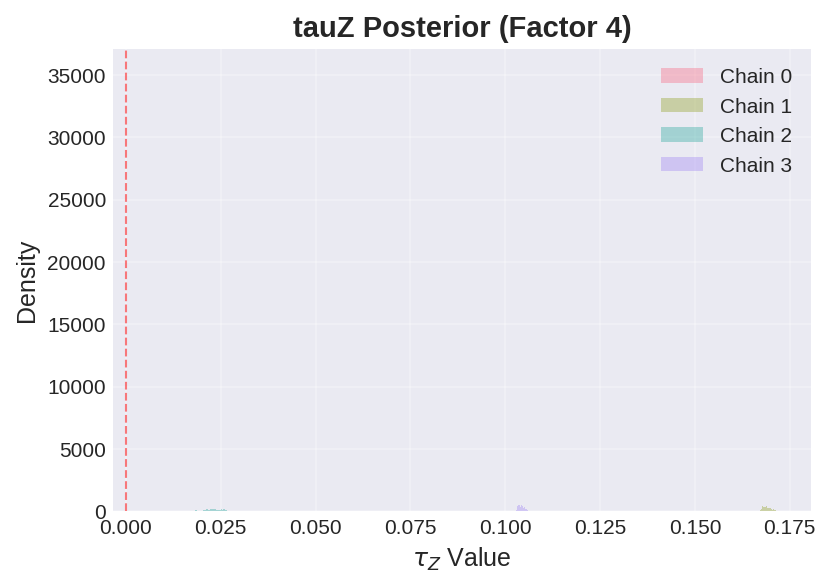 tauZ Posterior (Factor 4)
35000
30000
25000
20000
15000
10000
5000
0
Density
Chain 0
Chain 1
Chain 2
Chain 3
0.000 0.025 0.050 0.075 0.100 0.125 0.150 0.175
τ_Z Value